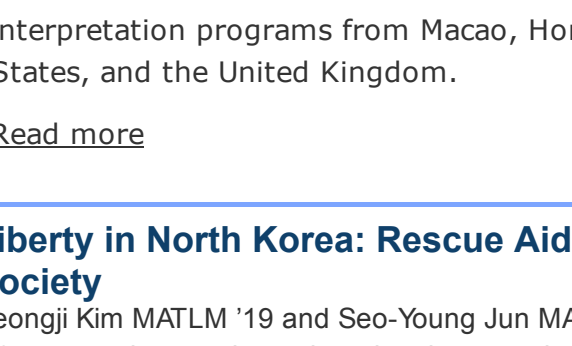 nterpretation programs from Macao, Ho
States, and the United Kingdom.
Read more
iberty in North Korea: Rescue Aid
ociety
eongji Kim MATLM ’19 and Seo-Young Jun MA